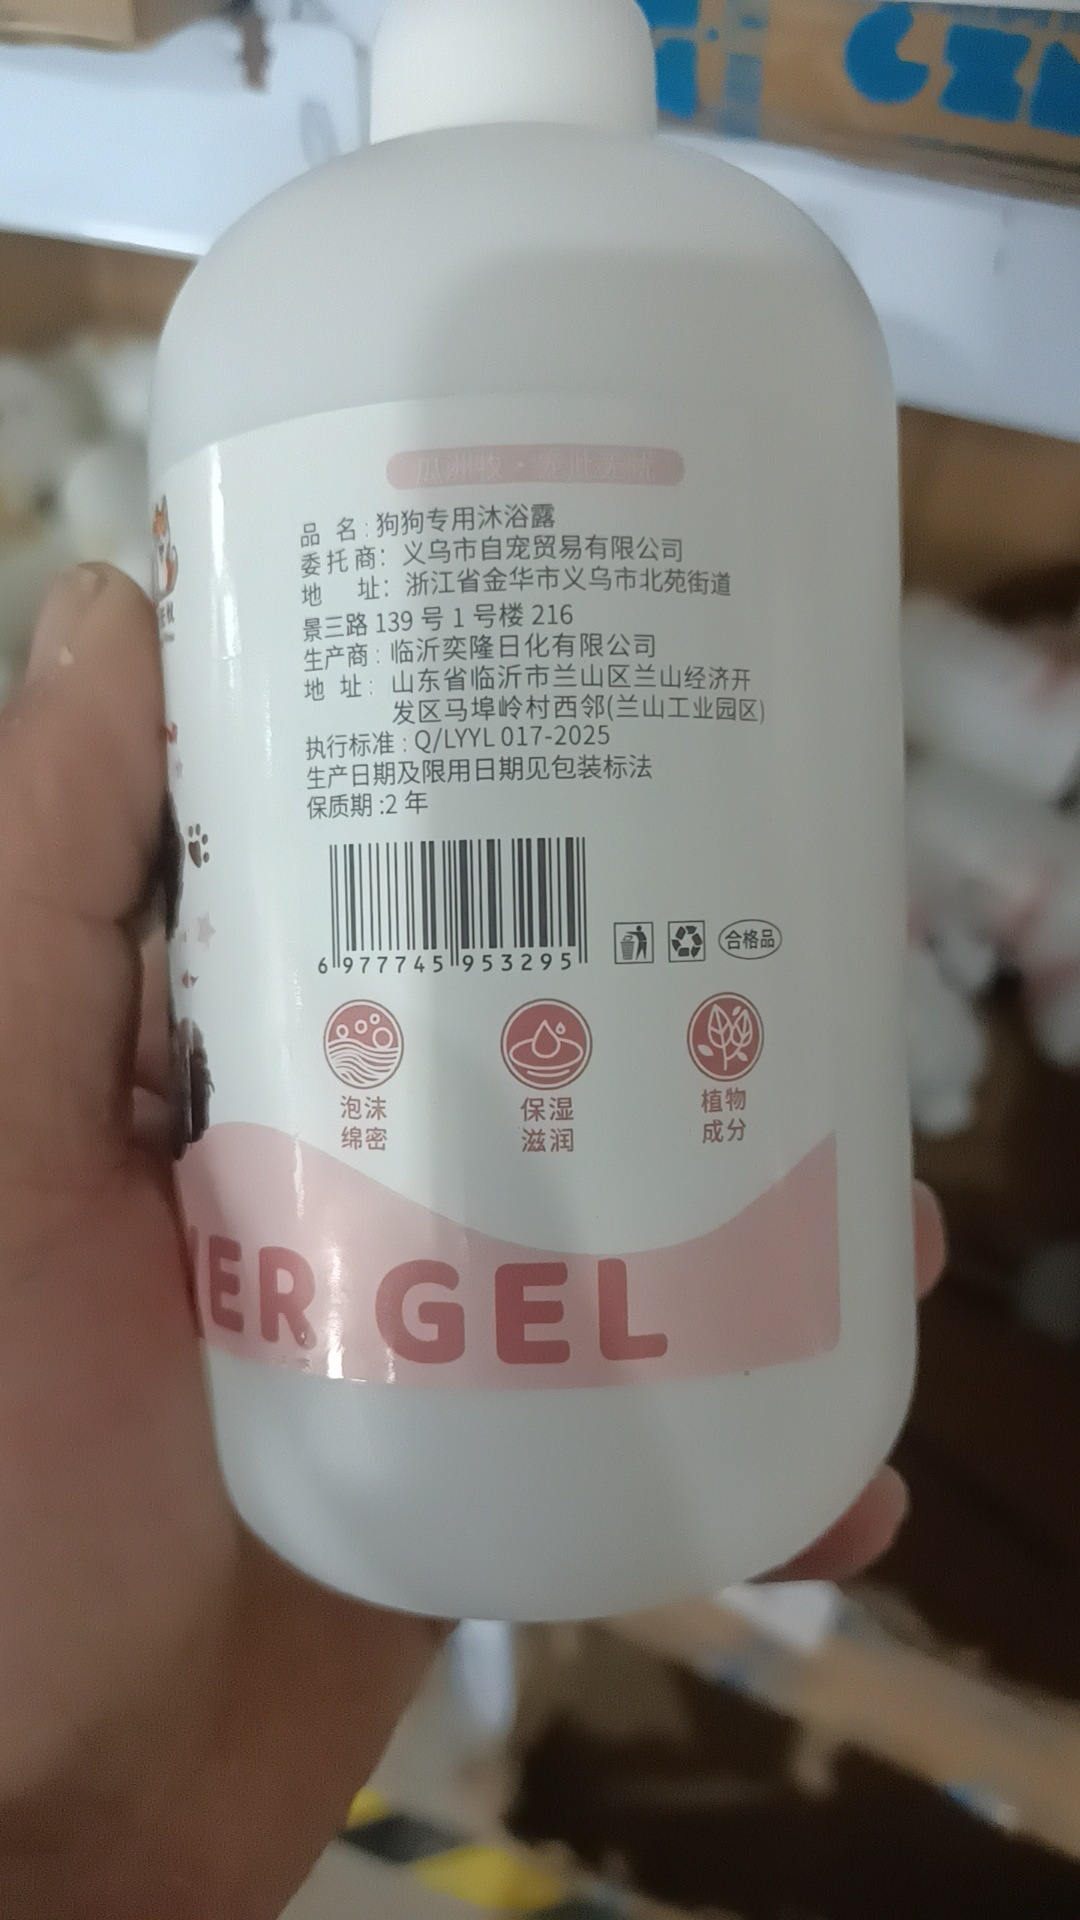 品 名 : 狗狗专用沐浴露
委托商: 义乌市自宠贸易有限公司
地 址: 浙江省金华市义乌市北苑街道
景三路 139 号 1 号楼 216
生产商 : 临沂奕隆日化有限公司
地 址 : 山东省临沂市兰山区兰山经济开
发区马埠岭村西邻(兰山工业园区)
执行标准 : Q/LYYL 017-2025
生产日期及限用日期见包装标法
保质期 :2 年
6 977745 953295
合格品
泡沫
绵密
保湿
滋润
植物
成分
ER GEL